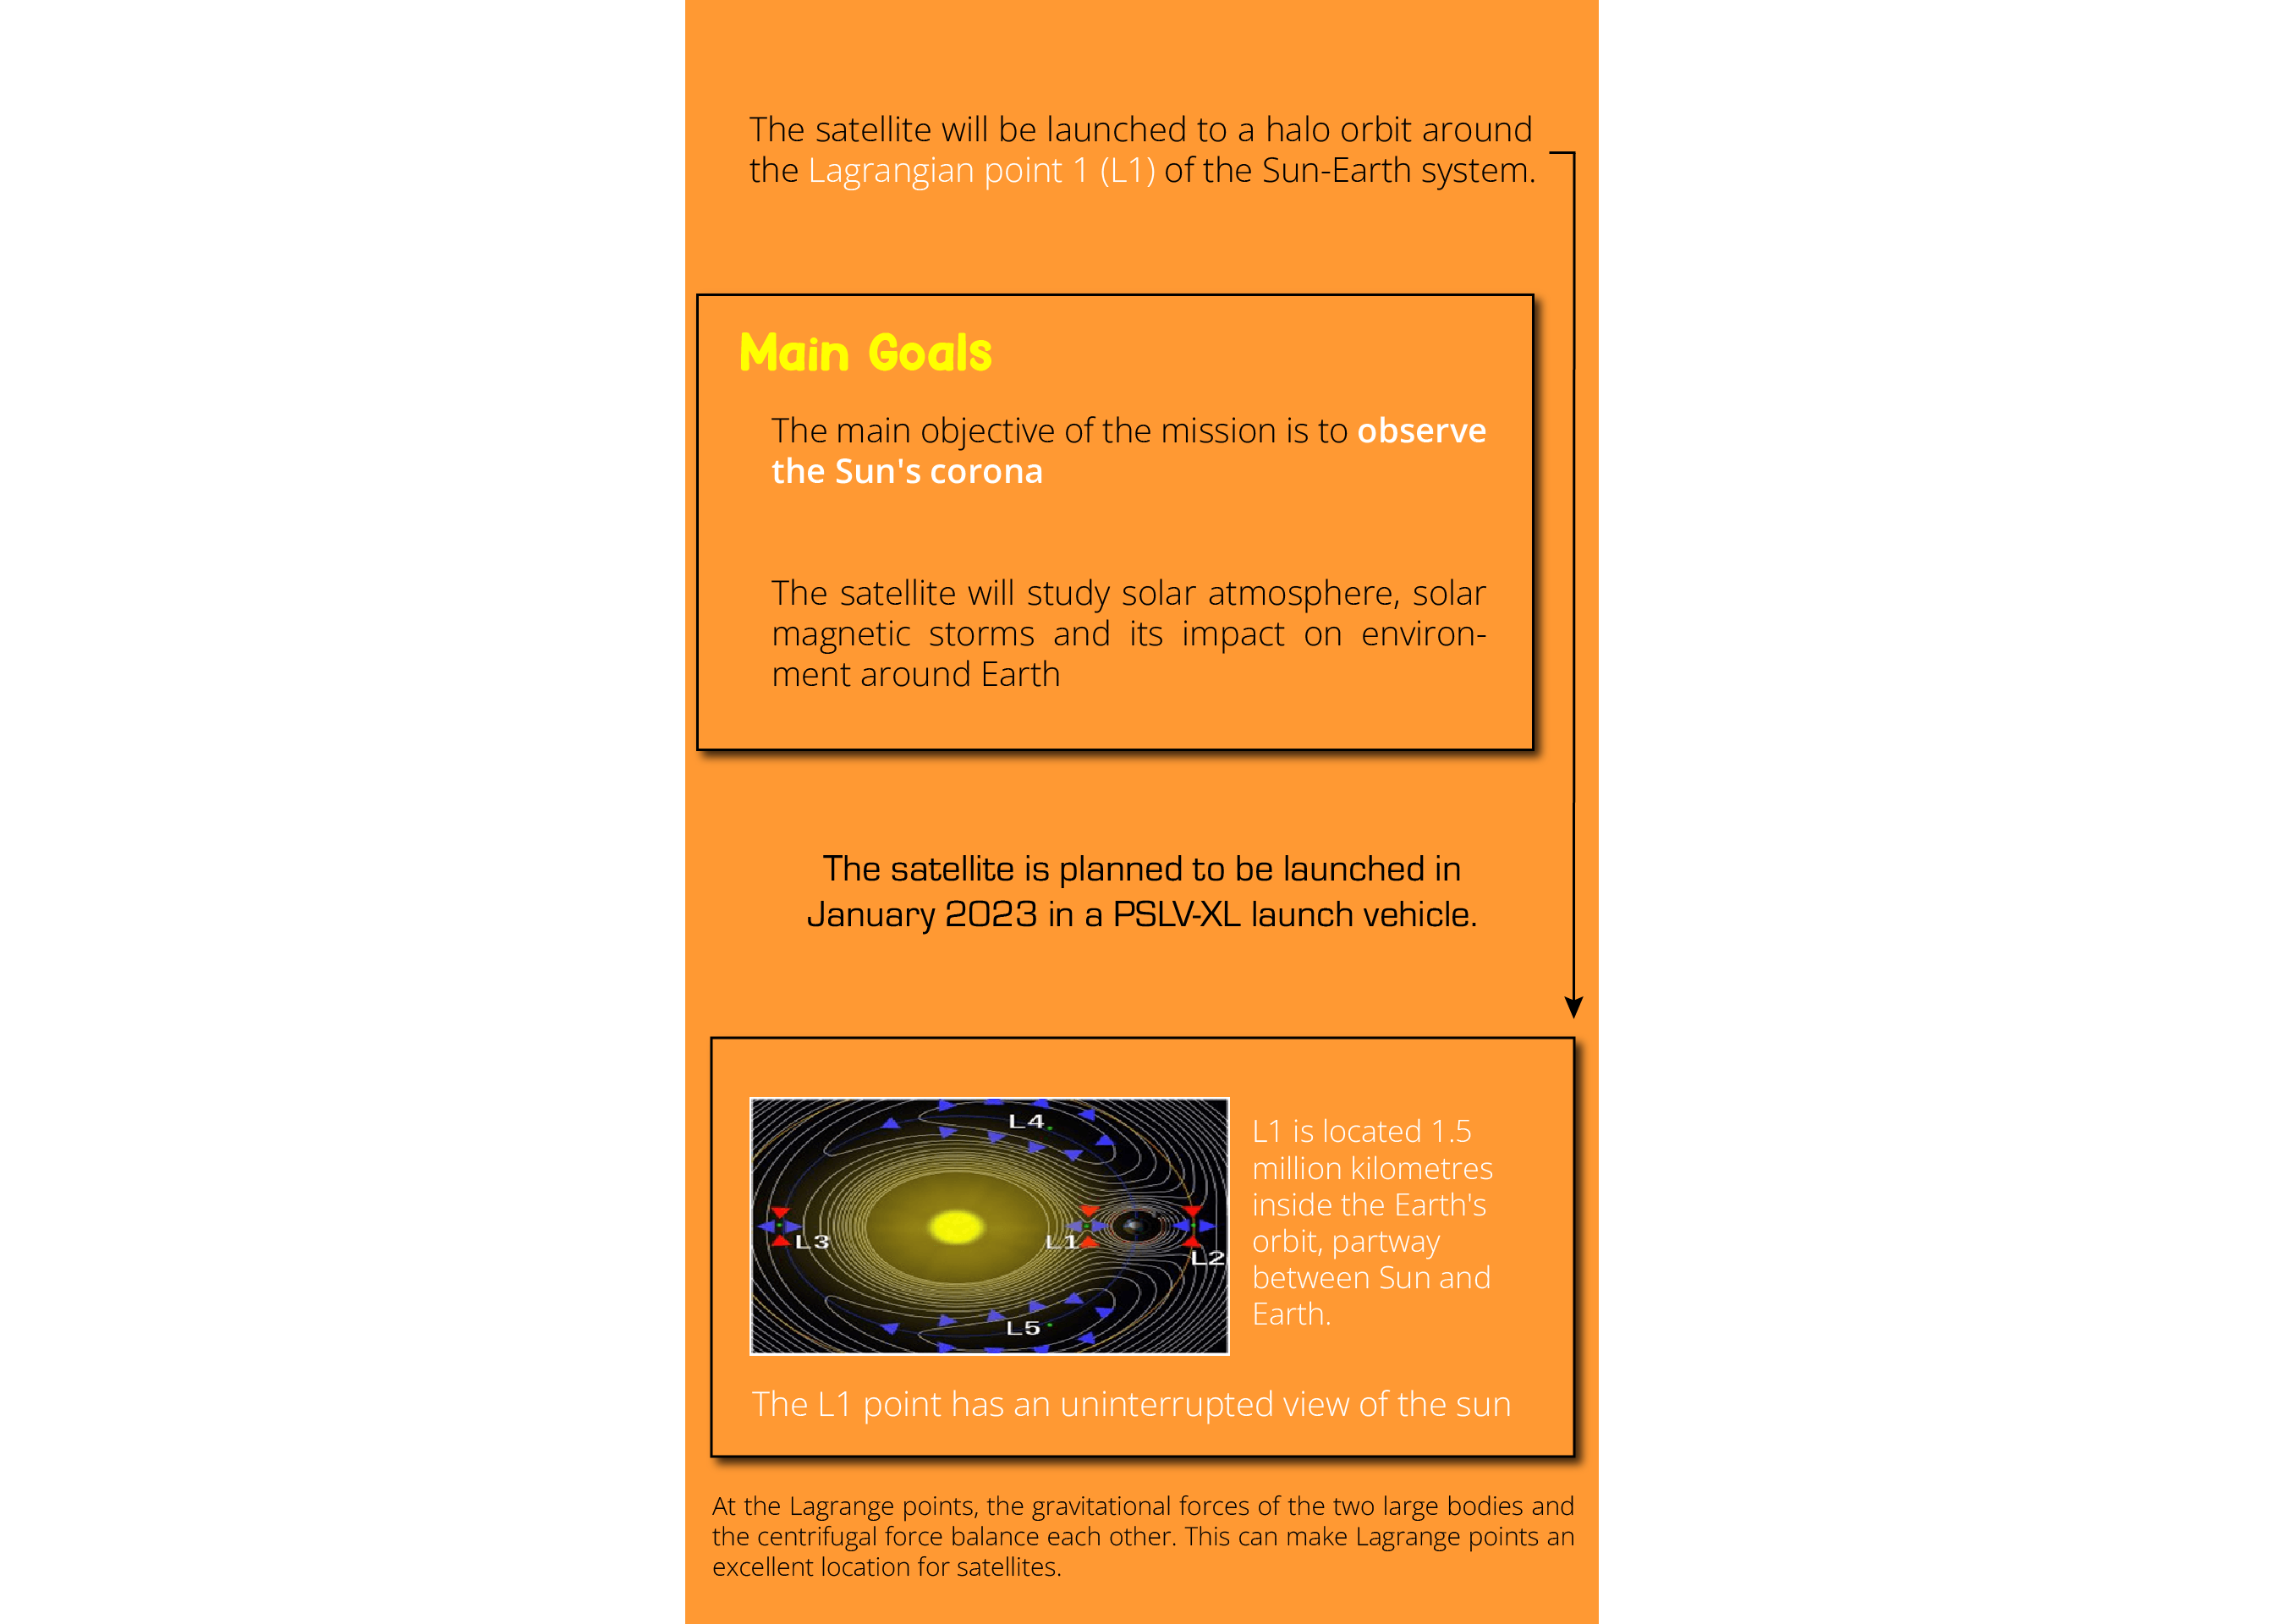 The satellite will be launched to a halo orbit around
the Lagrangian point 1 (L1) of the Sun-Earth system.
Main Goals
The main objective of the mission is to observe
the Sun's corona
The satellite will study solar atmosphere, solar
magnetic storms and its impact on environ-
ment around Earth
The satellite is planned to be launched in
January 2023 in a PSLV-XL launch vehicle.
L4
L3
L1
L2
L5
L1 is located 1.5
million kilometres
inside the Earth's
orbit, partway
between Sun and
Earth.
The L1 point has an uninterrupted view of the sun
At the Lagrange points, the gravitational forces of the two large bodies and
the centrifugal force balance each other. This can make Lagrange points an
excellent location for satellites.